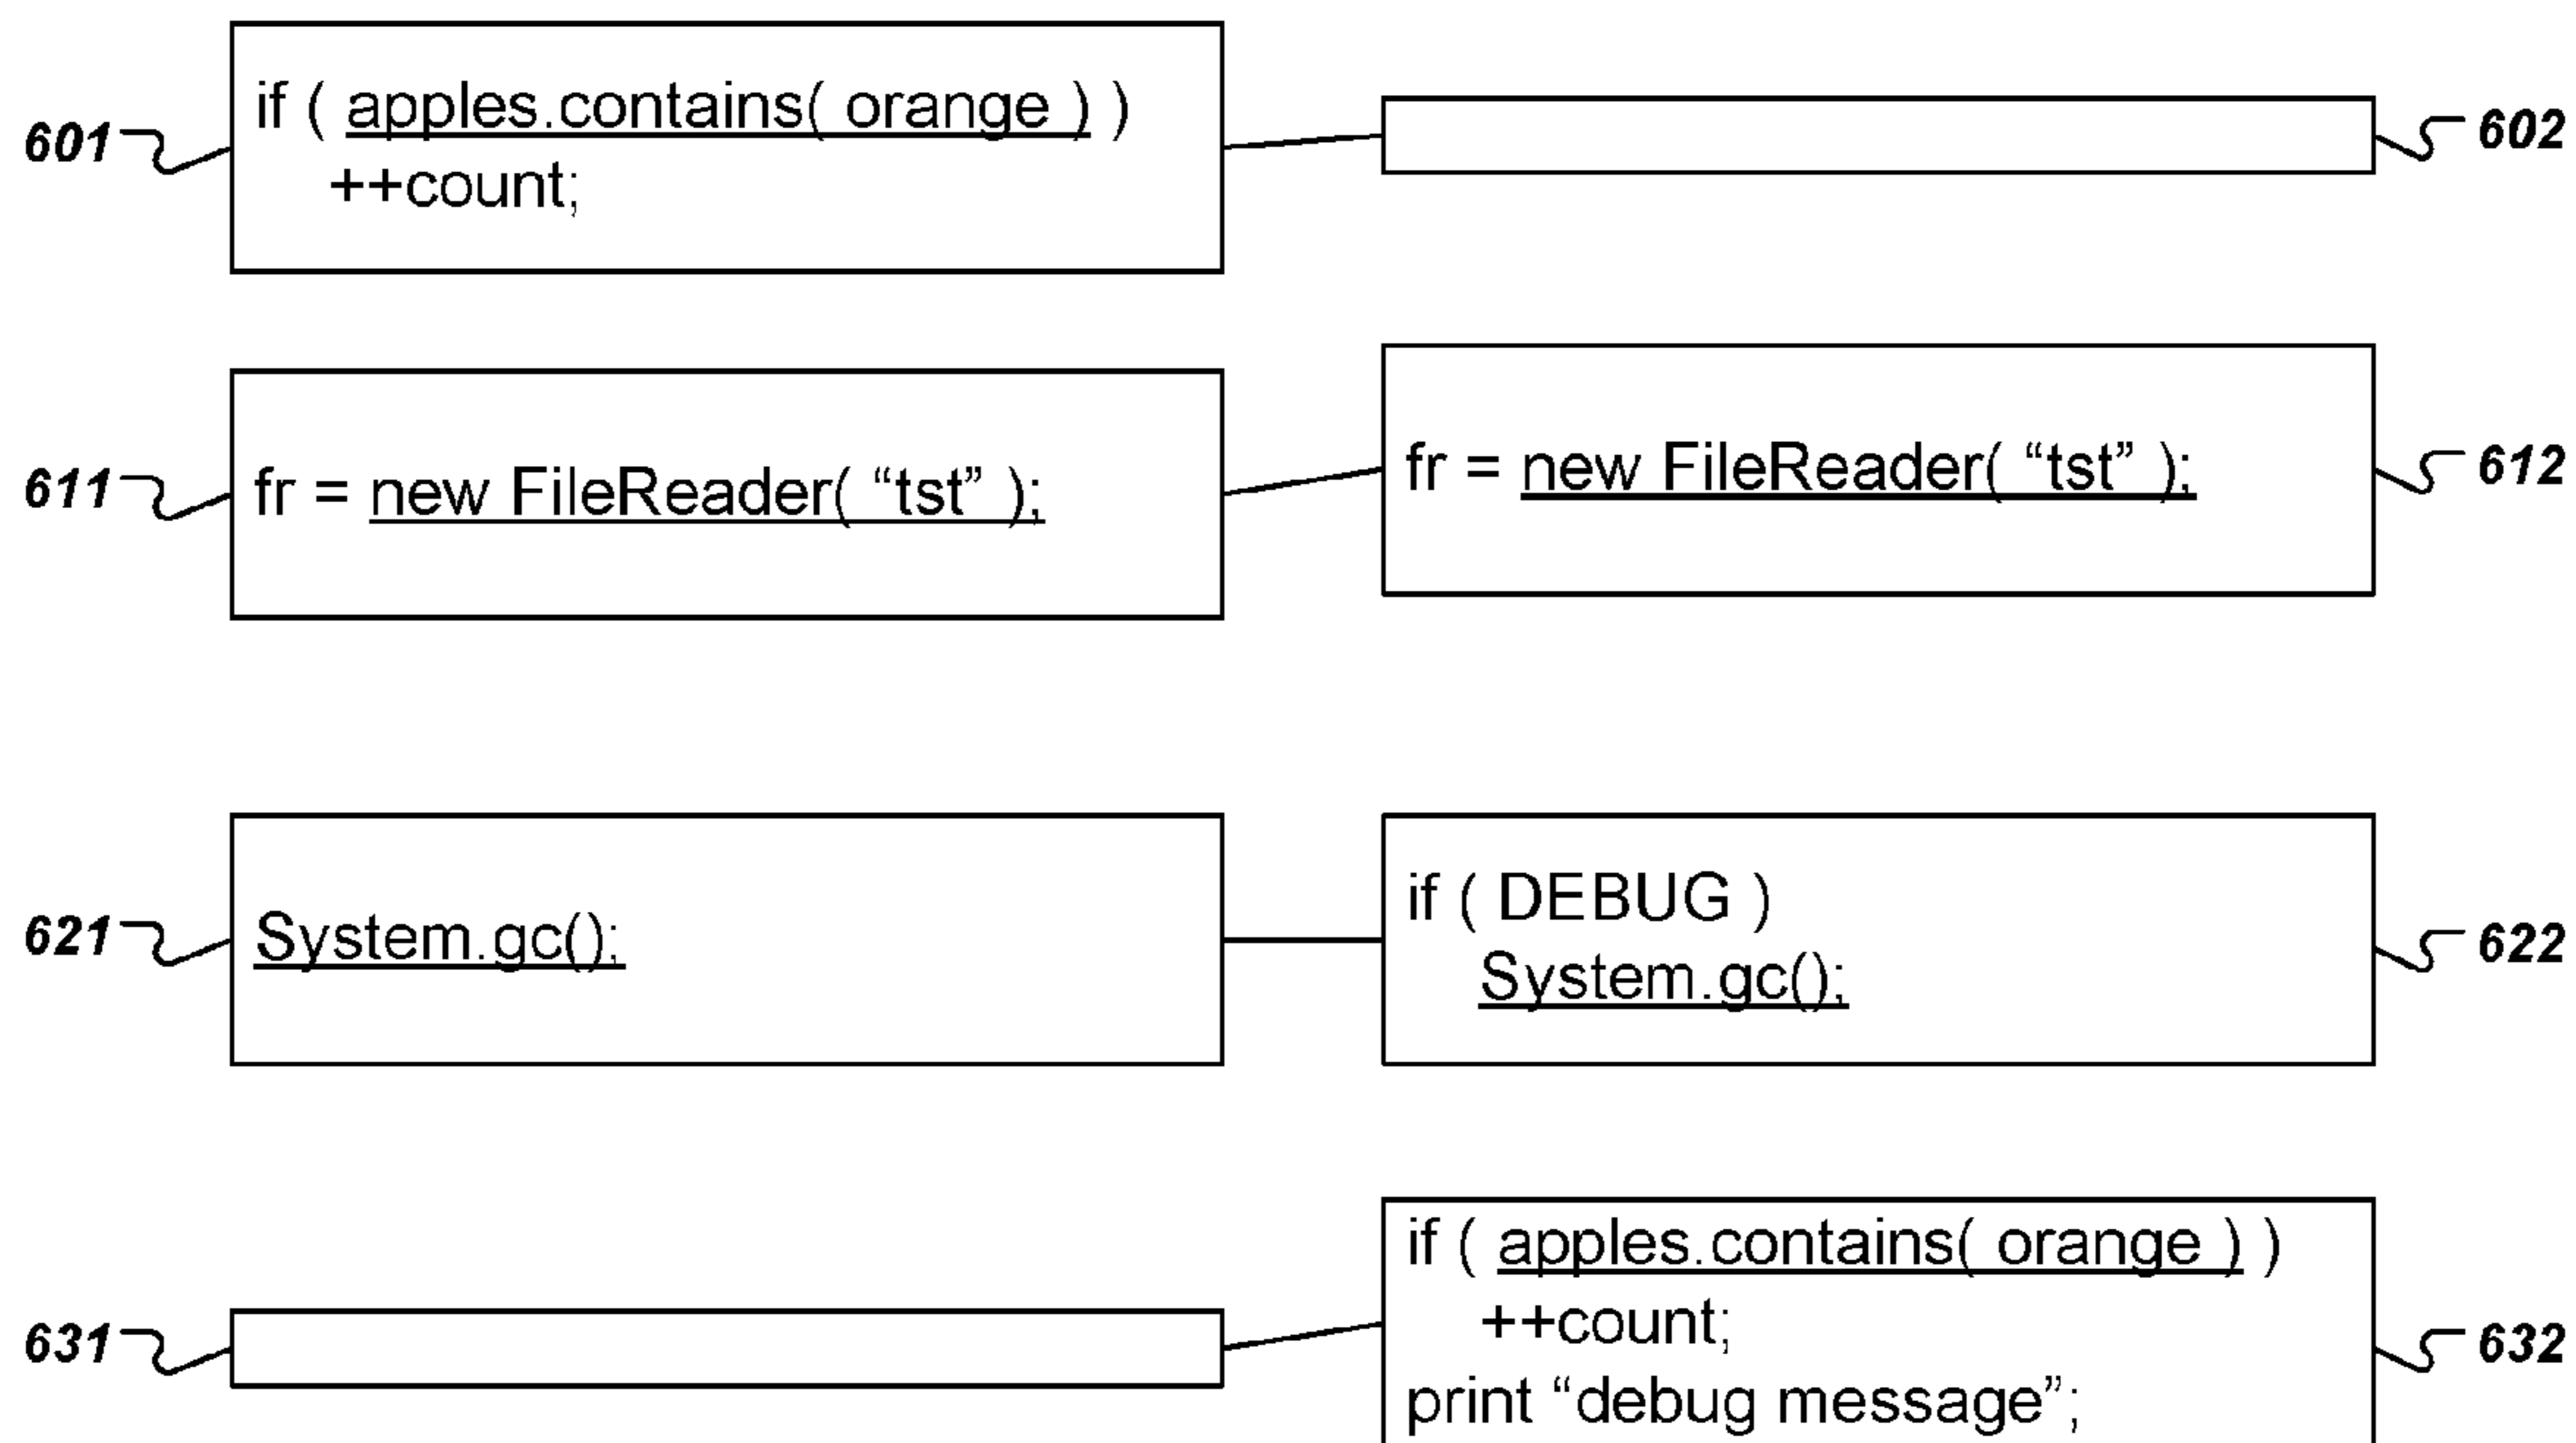 601
if ( apples.contains( orange ) )
++count;
602
611
fr = new FileReader( “tst” );
fr = new FileReader( “tst” );
612
621
System.gc();
if ( DEBUG )
System.gc();
622
631
if ( apples.contains( orange ) )
++count;
print “debug message”;
632